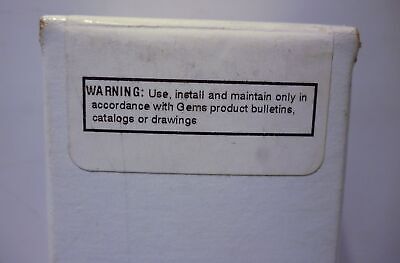 WARNING: Use, install and maintain only in
accordance with Gems product bulletins,
catalogs or drawings